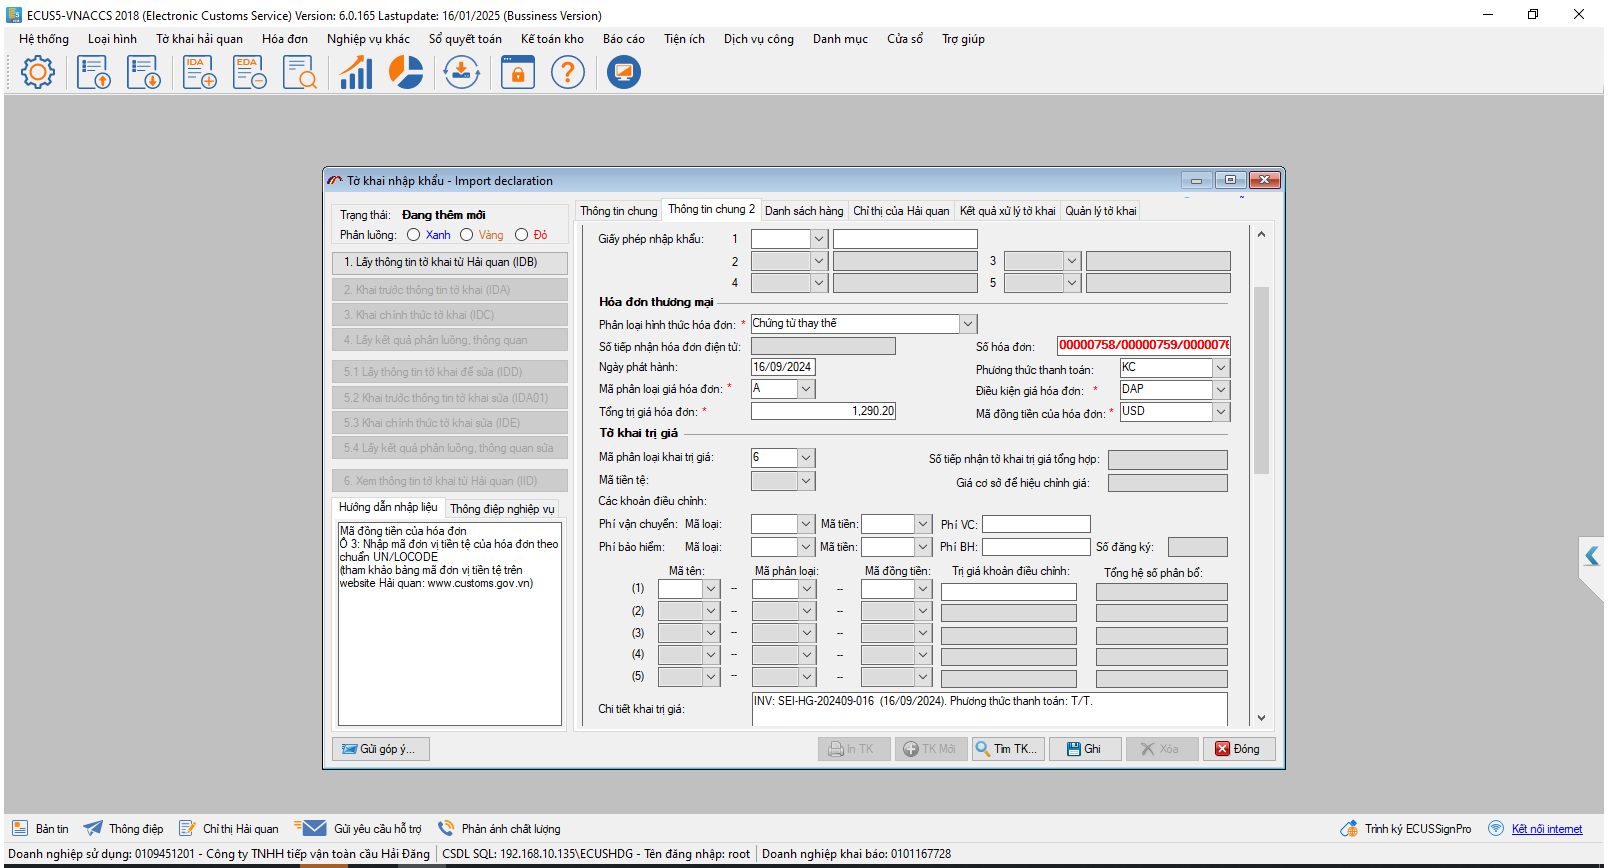 ECUS5-VNACCS 2018 (Electronic Customs Service) Version: 6.0.165 Lastupdate: 16/01/2025 (Bussiness Version)
Hệ thống Loại hình Tờ khai hải quan Hóa đơn Nghiệp vụ khác Sổ quyết toán Kế toán kho Báo cáo Tiện ích Dịch vụ công Danh mục Cửa sổ Trợ giúp
IDA EDA
Tờ khai nhập khẩu - Import declaration
Trạng thái: Đang thêm mới
Phân luồng: Xanh Vàng Đỏ
1. Lấy thông tin tờ khai từ Hải quan (IDB)
2. Khai trước thông tin tờ khai (IDA)
3. Khai chính thức tờ khai (IDC)
4. Lấy kết quả phân luồng, thông quan
5.1 Lấy thông tin tờ khai để sửa (IDD)
5.2 Khai trước thông tin tờ khai sửa (IDA01)
5.3 Khai chính thức tờ khai sửa (IDE)
5.4 Lấy kết quả phân luồng, thông quan sửa
6. Xem thông tin tờ khai từ Hải quan (IID)
Hướng dẫn nhập liệu Thông điệp nghiệp vụ
Mã đồng tiền của hóa đơn
Ô 3: Nhập mã đơn vị tiền tệ của hóa đơn theo
chuẩn UN/LOCODE
(tham khảo bảng mã đơn vị tiền tệ trên
website Hải quan: www.customs.gov.vn)
Gửi góp ý...
Thông tin chung Thông tin chung 2 Danh sách hàng Chỉ thị của Hải quan Kết quả xử lý tờ khai Quản lý tờ khai
Giấy phép nhập khẩu: 1
2 3
4 5
Hóa đơn thương mại
Phân loại hình thức hóa đơn: * Chứng từ thay thế
Số tiếp nhận hóa đơn điện tử: Số hóa đơn: 00000758/00000759/0000076
Ngày phát hành: 16/09/2024 Phương thức thanh toán: KC
Mã phân loại giá hóa đơn: * A Điều kiện giá hóa đơn: * DAP
Tổng trị giá hóa đơn: * 1,290.20 Mã đồng tiền của hóa đơn: * USD
Tờ khai trị giá
Mã phân loại khai trị giá: 6 Số tiếp nhận tờ khai trị giá tổng hợp:
Mã tiền tệ: Giá cơ sở để hiệu chỉnh giá:
Các khoản điều chỉnh:
Phí vận chuyển: Mã loại: Mã tiền: Phí VC:
Phí bảo hiểm: Mã loại: Mã tiền: Phí BH: Số đăng ký:
Mã tên: Mã phân loại: Mã đồng tiền: Trị giá khoản điều chỉnh: Tổng hệ số phân bổ:
(1) -- --
(2) -- --
(3) -- --
(4) -- --
(5) -- --
Chi tiết khai trị giá: INV: SEI-HG-202409-016 (16/09/2024). Phương thức thanh toán: T/T.
In TK TK Mới Tìm TK... Ghi Xóa Đóng
Bản tin Thông điệp Chỉ thị Hải quan Gửi yêu cầu hỗ trợ Phản ánh chất lượng Trình ký ECUSSignPro Kết nối internet
Doanh nghiệp sử dụng: 0109451201 - Công ty TNHH tiếp vận toàn cầu Hải Đăng CSDL SQL: 192.168.10.135\ECUSHDG - Tên đăng nhập: root Doanh nghiệp khai báo: 0101167728